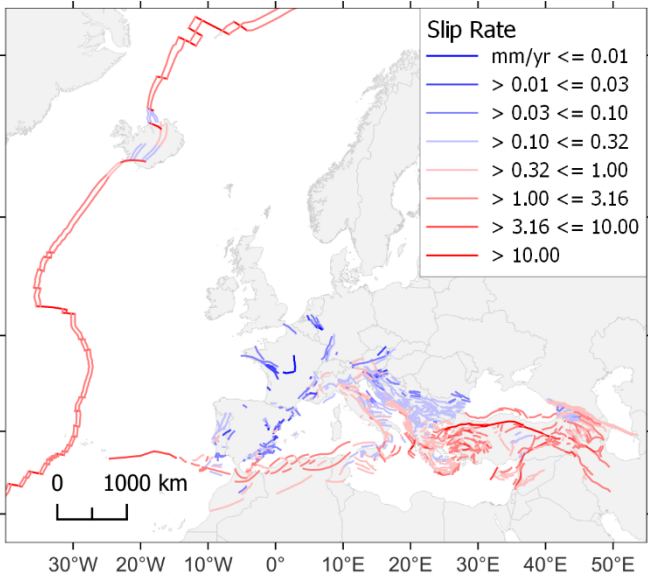 Slip Rate
mm/yr <= 0.01
> 0.01 <= 0.03
> 0.03 <= 0.10
> 0.10 <= 0.32
> 0.32 <= 1.00
> 1.00 <= 3.16
> 3.16 <= 10.00
> 10.00
0 1000 km
30°W 20°W 10°W 0° 10°E 20°E 30°E 40°E 50°E